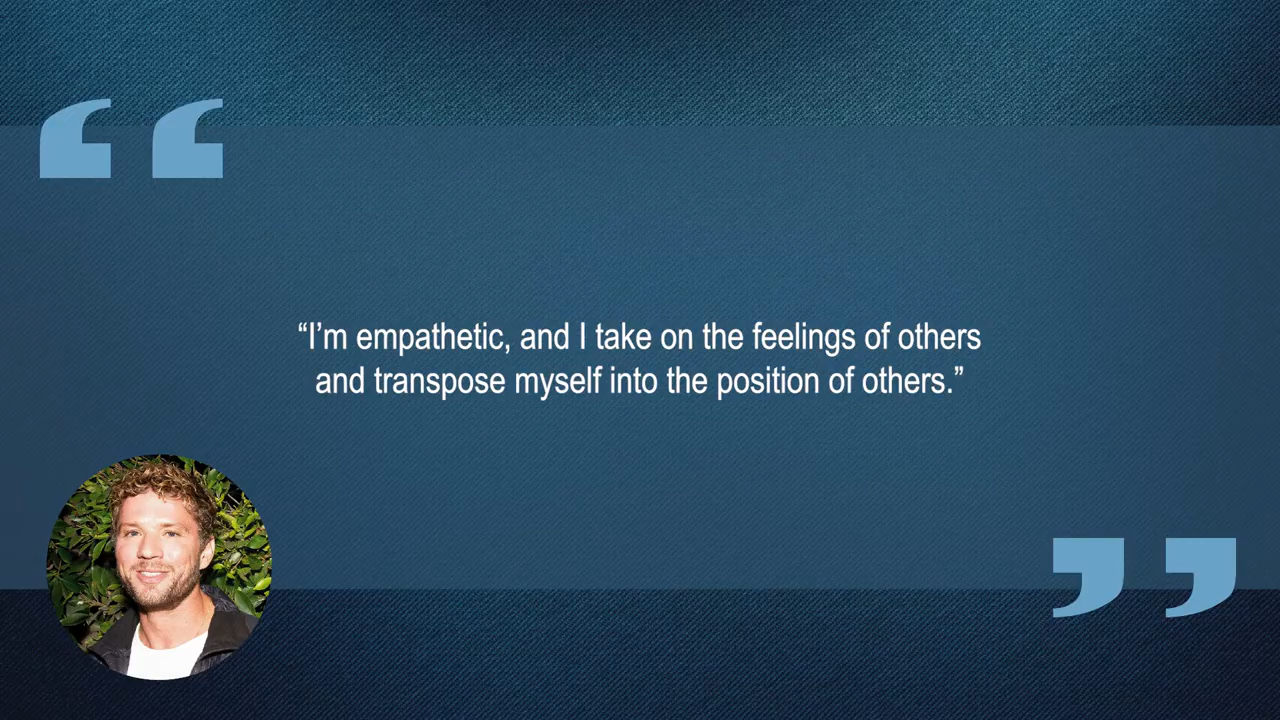 “I’m empathetic, and I take on the feelings of others
and transpose myself into the position of others.”